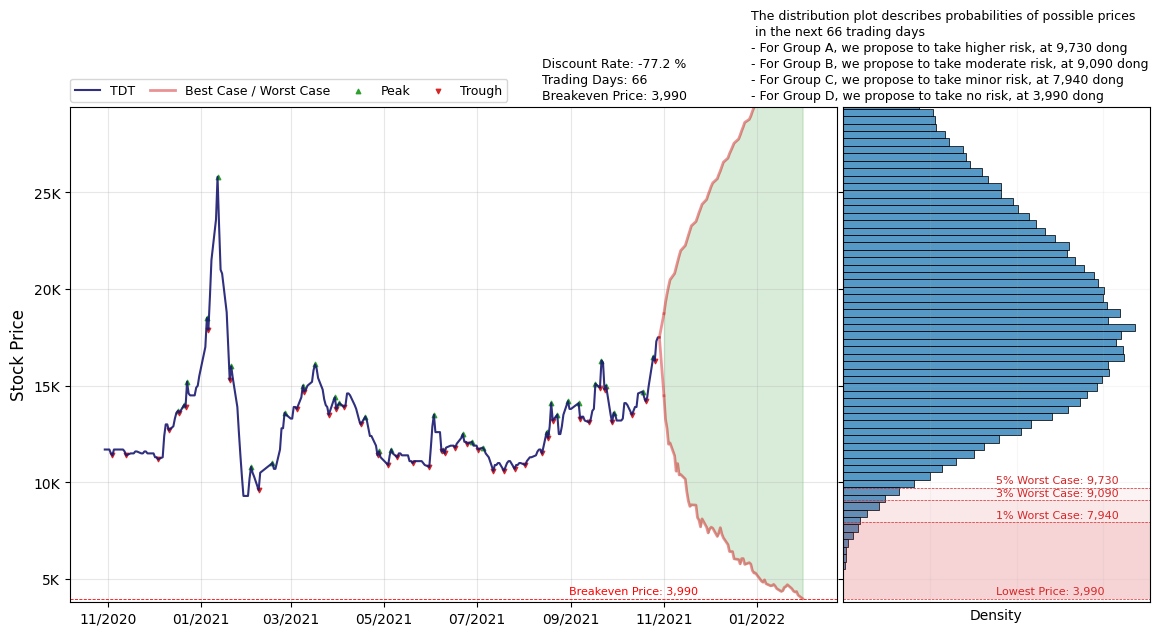 The distribution plot describes probabilities of possible prices
in the next 66 trading days
- For Group A, we propose to take higher risk, at 9,730 dong
- For Group B, we propose to take moderate risk, at 9,090 dong
- For Group C, we propose to take minor risk, at 7,940 dong
- For Group D, we propose to take no risk, at 3,990 dong
Discount Rate: -77.2 %
Trading Days: 66
Breakeven Price: 3,990
TDT
Best Case / Worst Case
Peak
Trough
Stock Price
25K
20K
15K
10K
5K
Breakeven Price: 3,990
11/2020
01/2021
03/2021
05/2021
07/2021
09/2021
11/2021
01/2022
5% Worst Case: 9,730
3% Worst Case: 9,090
1% Worst Case: 7,940
Lowest Price: 3,990
Density